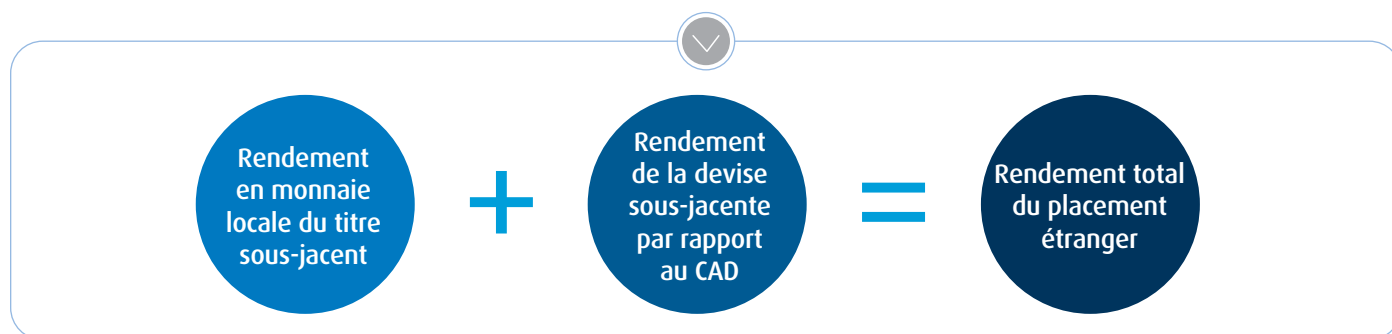 Rendement
en monnaie
locale du titre
sous-jacent
+
Rendement
de la devise
sous-jacente
par rapport
au CAD
=
Rendement total
du placement
étranger